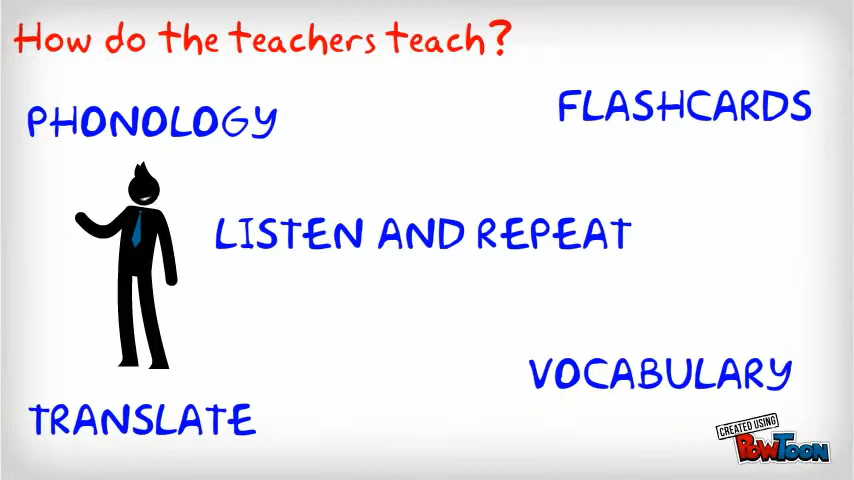 How do the teachers teach?
PHONOLOGY
FLASHCARDS
LISTEN AND REPEAT
VOCABULARY
TRANSLATE
CREATED USING
POWTOON